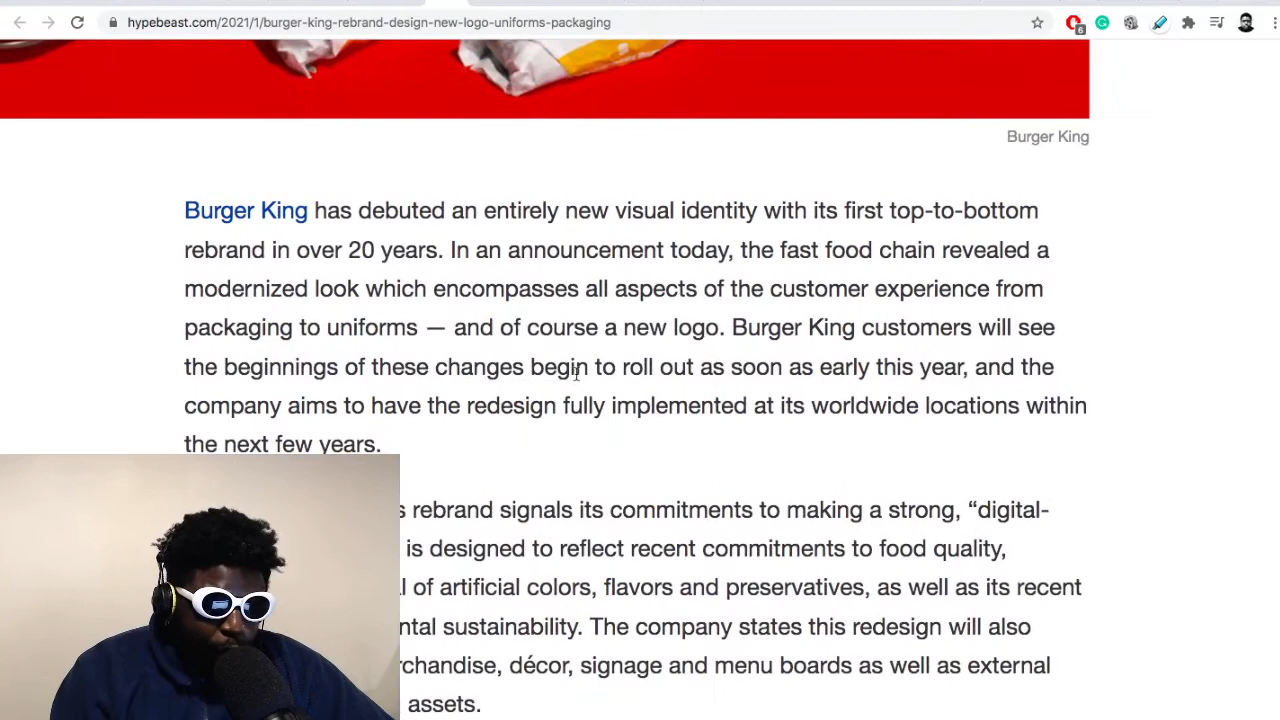 hypebeast.com/2021/1/burger-king-rebrand-design-new-logo-uniforms-packaging
6
Burger King
Burger King has debuted an entirely new visual identity with its first top-to-bottom
rebrand in over 20 years. In an announcement today, the fast food chain revealed a
modernized look which encompasses all aspects of the customer experience from
packaging to uniforms — and of course a new logo. Burger King customers will see
the beginnings of these changes begin to roll out as soon as early this year, and the
company aims to have the redesign fully implemented at its worldwide locations within
the next few years.
rebrand signals its commitments to making a strong, “digital-
is designed to reflect recent commitments to food quality,
of artificial colors, flavors and preservatives, as well as its recent
sustainability. The company states this redesign will also
décor, signage and menu boards as well as external
assets.